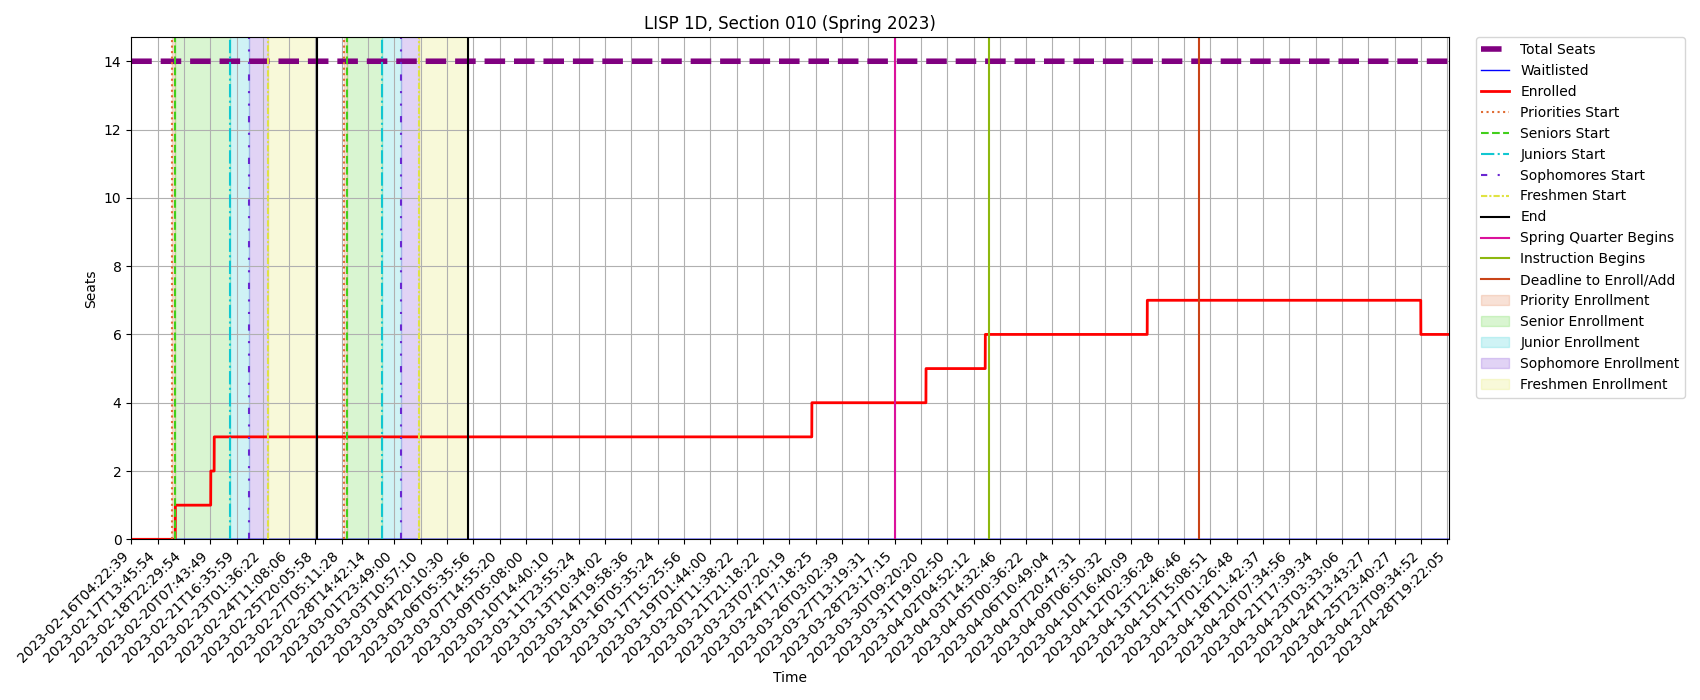 LISP 1D, Section 010 (Spring 2023)
Seats
14
12
10
8
6
4
2
0
2023-02-16T04:22:39
2023-02-17T13:45:54
2023-02-18T22:29:54
2023-02-20T07:43:49
2023-02-21T16:35:59
2023-02-23T01:36:22
2023-02-24T11:08:06
2023-02-25T20:05:58
2023-02-27T05:11:28
2023-02-28T14:42:14
2023-03-01T23:49:00
2023-03-03T10:57:10
2023-03-04T20:10:30
2023-03-06T05:35:56
2023-03-07T14:55:20
2023-03-09T05:08:00
2023-03-10T14:40:10
2023-03-11T23:55:24
2023-03-13T10:34:02
2023-03-14T19:58:36
2023-03-16T05:35:24
2023-03-17T15:25:56
2023-03-19T01:44:00
2023-03-20T11:38:22
2023-03-21T21:18:22
2023-03-23T07:20:19
2023-03-24T17:18:25
2023-03-26T03:02:39
2023-03-27T13:19:31
2023-03-28T23:17:15
2023-03-30T09:20:20
2023-03-31T19:02:50
2023-04-02T04:52:12
2023-04-03T14:32:46
2023-04-05T00:36:22
2023-04-06T10:49:04
2023-04-07T20:47:31
2023-04-09T06:50:32
2023-04-10T16:40:09
2023-04-12T02:36:28
2023-04-13T12:46:46
2023-04-15T15:08:51
2023-04-17T01:26:48
2023-04-18T11:42:37
2023-04-20T07:34:56
2023-04-21T17:39:34
2023-04-23T03:33:06
2023-04-24T13:43:27
2023-04-25T23:40:27
2023-04-27T09:34:52
2023-04-28T19:22:05
Time
Total Seats
Waitlisted
Enrolled
Priorities Start
Seniors Start
Juniors Start
Sophomores Start
Freshmen Start
End
Spring Quarter Begins
Instruction Begins
Deadline to Enroll/Add
Priority Enrollment
Senior Enrollment
Junior Enrollment
Sophomore Enrollment
Freshmen Enrollment